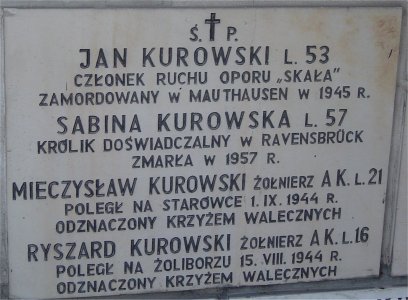 Ś. † P.
JAN KUROWSKI L. 53
CZŁONEK RUCHU OPORU „SKAŁA”
ZAMORDOWANY W MAUTHAUSEN W 1945 R.
SABINA KUROWSKA L. 57
KRÓLIK DOŚWIADCZALNY W RAVENSBRÜCK
ZMARŁA W 1957 R.
MIECZYSŁAW KUROWSKI ŻOŁNIERZ A K. L. 21
POLEGŁ NA STARÓWCE 1. IX. 1944 R.
ODZNACZONY KRZYŻEM WALECZNYCH
RYSZARD KUROWSKI ŻOŁNIERZ A K. L. 16
POLEGŁ NA ŻOLIBORZU 15. VIII. 1944 R.
ODZNACZONY KRZYŻEM WALECZNYCH